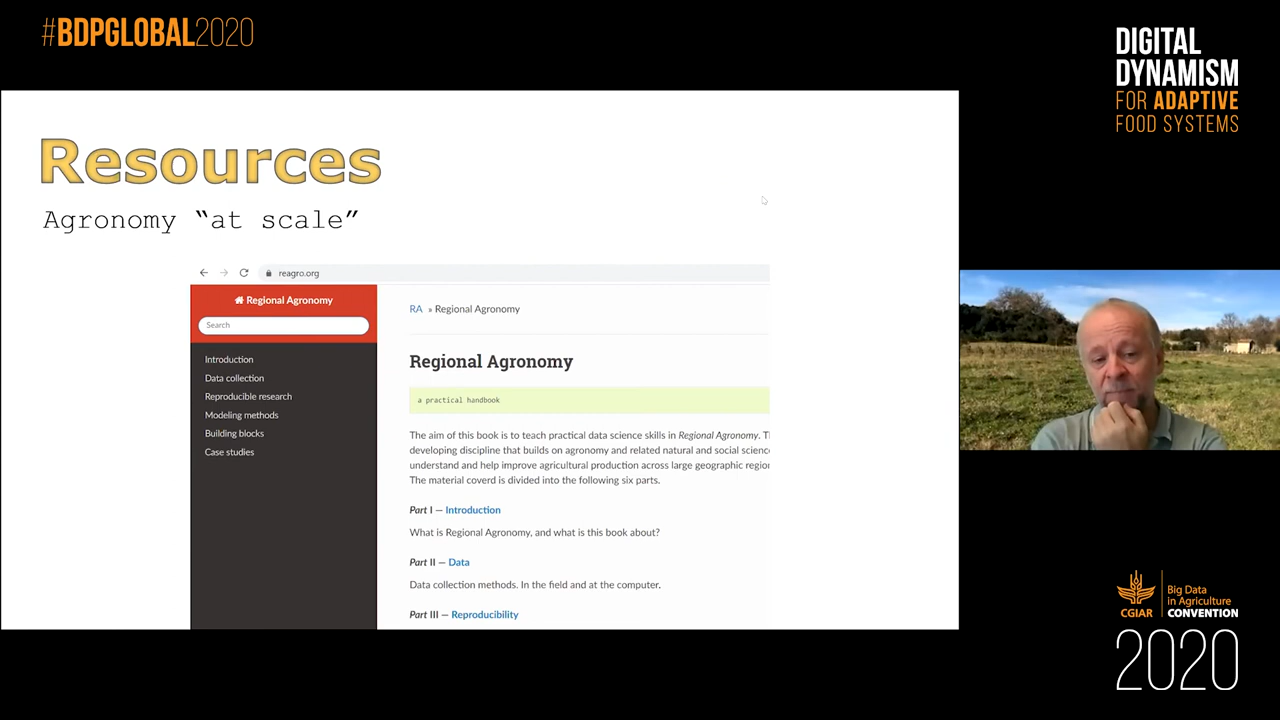 #BDPGLOBAL2020
DIGITAL
DYNAMISM
FOR ADAPTIVE
FOOD SYSTEMS
Resources
Agronomy “at scale”
reagro.org
Regional Agronomy
Search
Introduction
Data collection
Reproducible research
Modeling methods
Building blocks
Case studies
RA » Regional Agronomy
Regional Agronomy
a practical handbook
The aim of this book is to teach practical data science skills in Regional Agronomy.
developing discipline that builds on agronomy and related natural and social
understand and help improve agricultural production across large geographic
The material coverd is divided into the following six parts.
Part I — Introduction
What is Regional Agronomy, and what is this book about?
Part II — Data
Data collection methods. In the field and at the computer.
Part III — Reproducibility
CGIAR
Big Data
in Agriculture
CONVENTION
2020